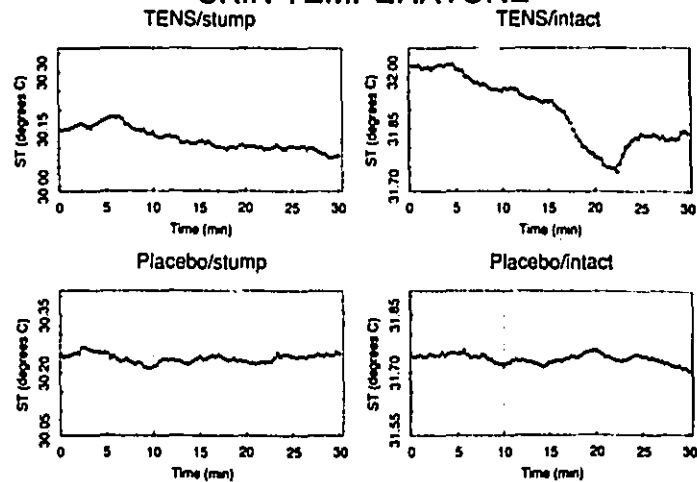 TENS/stump
TENS/intact
ST (degrees C)
30.30
30.15
30.00
0 5 10 15 20 25 30
Time (min)
ST (degrees C)
32.00
31.85
31.70
0 5 10 15 20 25 30
Time (min)
Placebo/stump
Placebo/intact
ST (degrees C)
30.35
30.20
30.05
0 5 10 15 20 25 30
Time (min)
ST (degrees C)
31.85
31.70
31.55
0 5 10 15 20 25 30
Time (min)